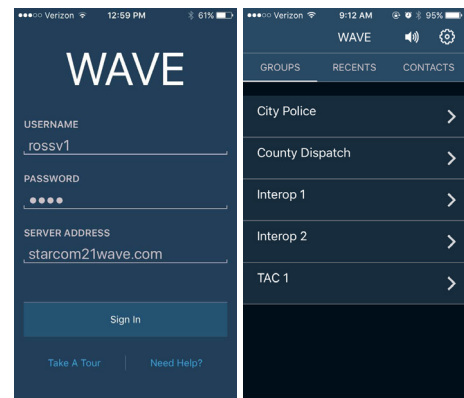 Verizon 12:59 PM 61%
WAVE
USERNAME
rossv1
PASSWORD
SERVER ADDRESS
starcom21wave.com
Sign In
Take A Tour Need Help?
Verizon 9:12 AM 95%
WAVE
GROUPS RECENTS CONTACTS
City Police
County Dispatch
Interop 1
Interop 2
TAC 1